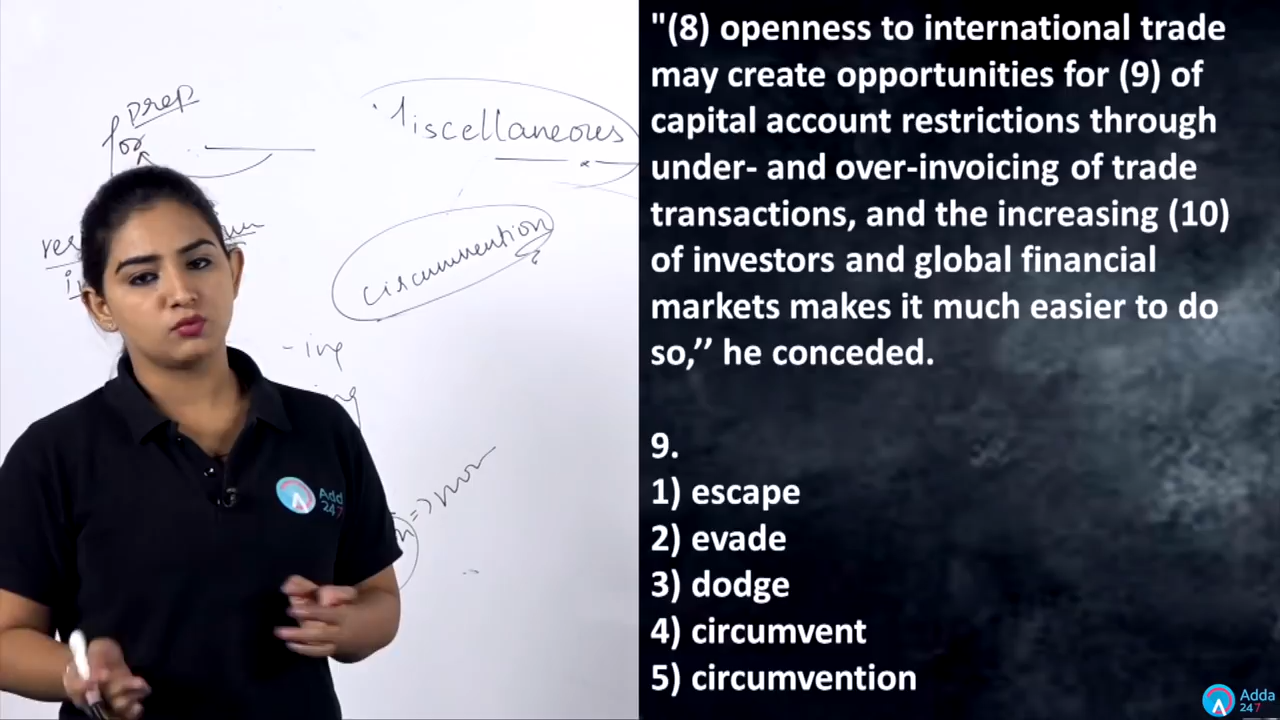 prep
for
Miscellaneous
circumvention
- ing
Adda
247
"(8) openness to international trade
may create opportunities for (9) of
capital account restrictions through
under- and over-invoicing of trade
transactions, and the increasing (10)
of investors and global financial
markets makes it much easier to do
so,’’ he conceded.
9.
1) escape
2) evade
3) dodge
4) circumvent
5) circumvention
Adda
247